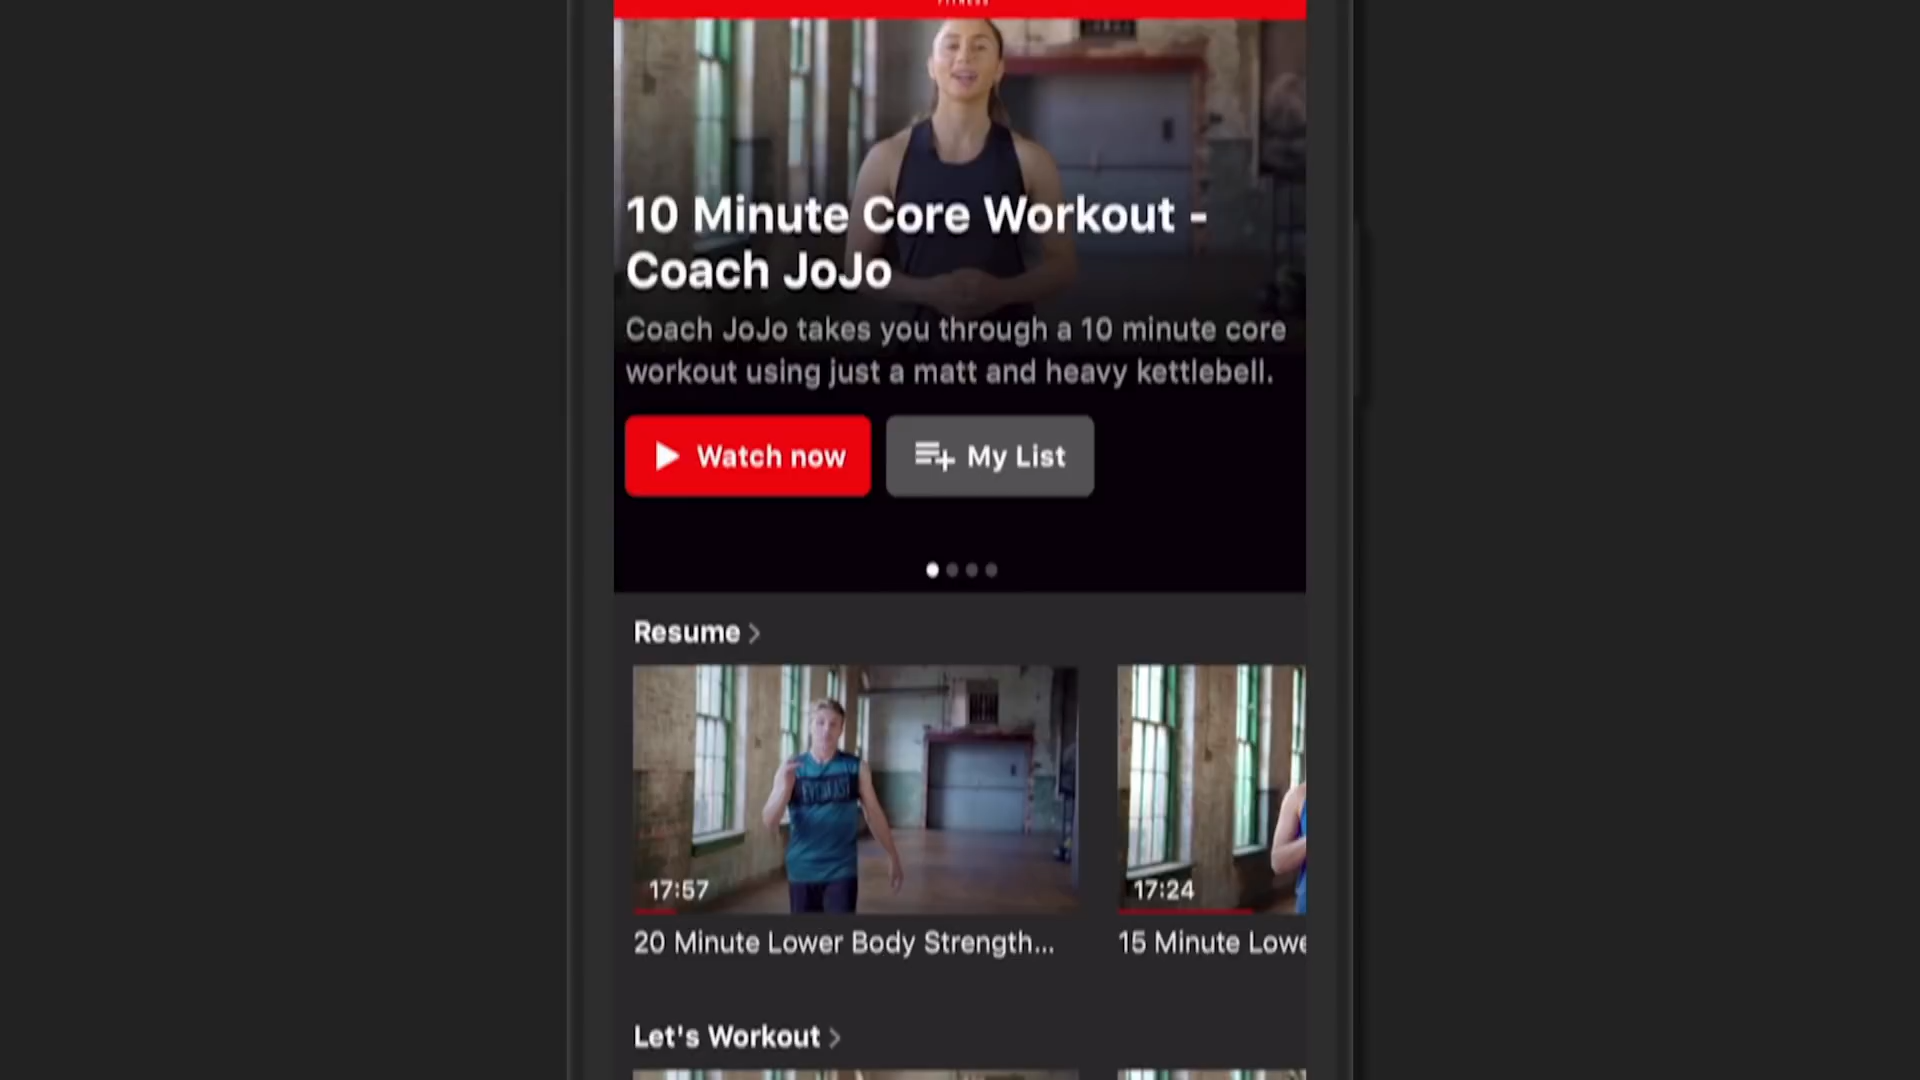 FITNESS
10 Minute Core Workout -
Coach JoJo
Coach JoJo takes you through a 10 minute core
workout using just a matt and heavy kettlebell.
Watch now
My List
Resume
EVERLAST
17:57
17:24
20 Minute Lower Body Strength...
15 Minute Lowe
Let's Workout